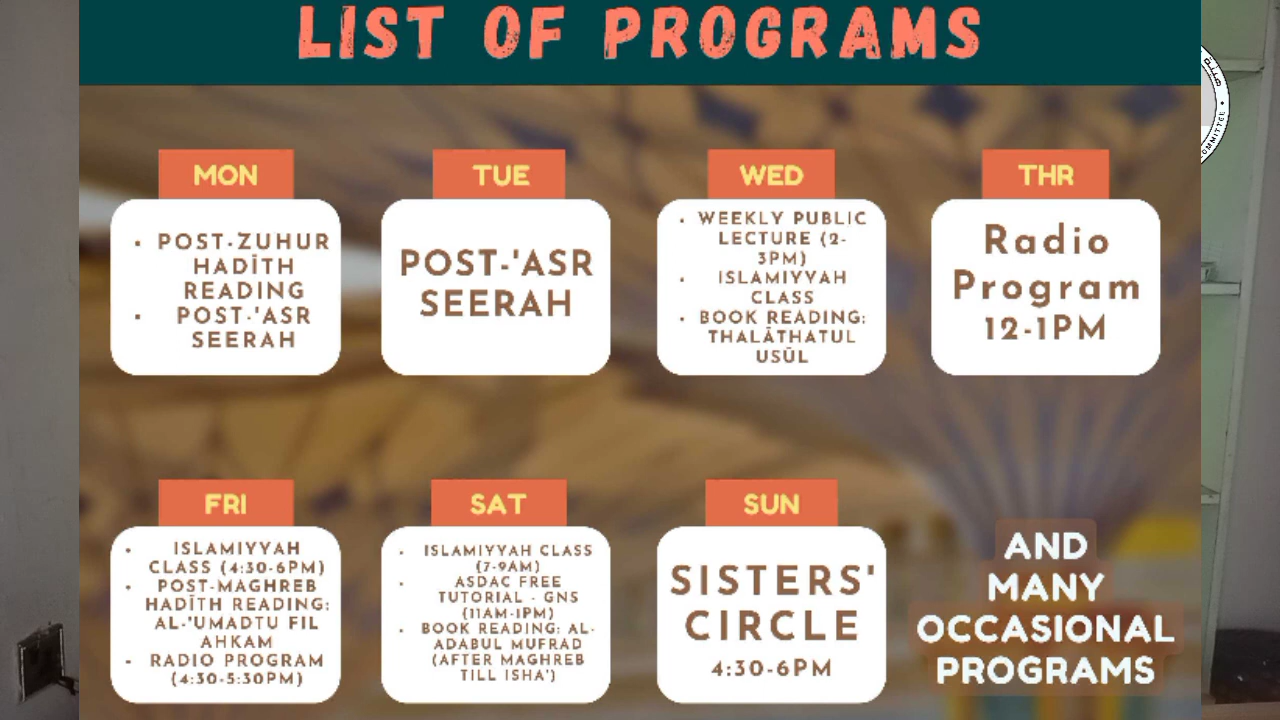 LIST OF PROGRAMS
MON
• POST-ZUHUR
HADĪTH
READING
• POST-'ASR
SEERAH
TUE
POST-'ASR
SEERAH
WED
• WEEKLY PUBLIC
LECTURE (2-
3PM)
• ISLAMIYYAH
CLASS
• BOOK READING:
THALĀTHATUL
USŪL
THR
Radio
Program
12-1PM
FRI
• ISLAMIYYAH
CLASS (4:30-6PM)
• POST-MAGHREB
HADĪTH READING:
AL-'UMADTU FIL
AHKAM
• RADIO PROGRAM
(4:30-5:30PM)
SAT
• ISLAMIYYAH CLASS
(7-9AM)
• ASDAC FREE
TUTORIAL - GNS
(11AM-1PM)
• BOOK READING: AL-
ADABUL MUFRAD
(AFTER MAGHREB
TILL ISHA')
SUN
SISTERS'
CIRCLE
4:30-6PM
AND
MANY
OCCASIONAL
PROGRAMS